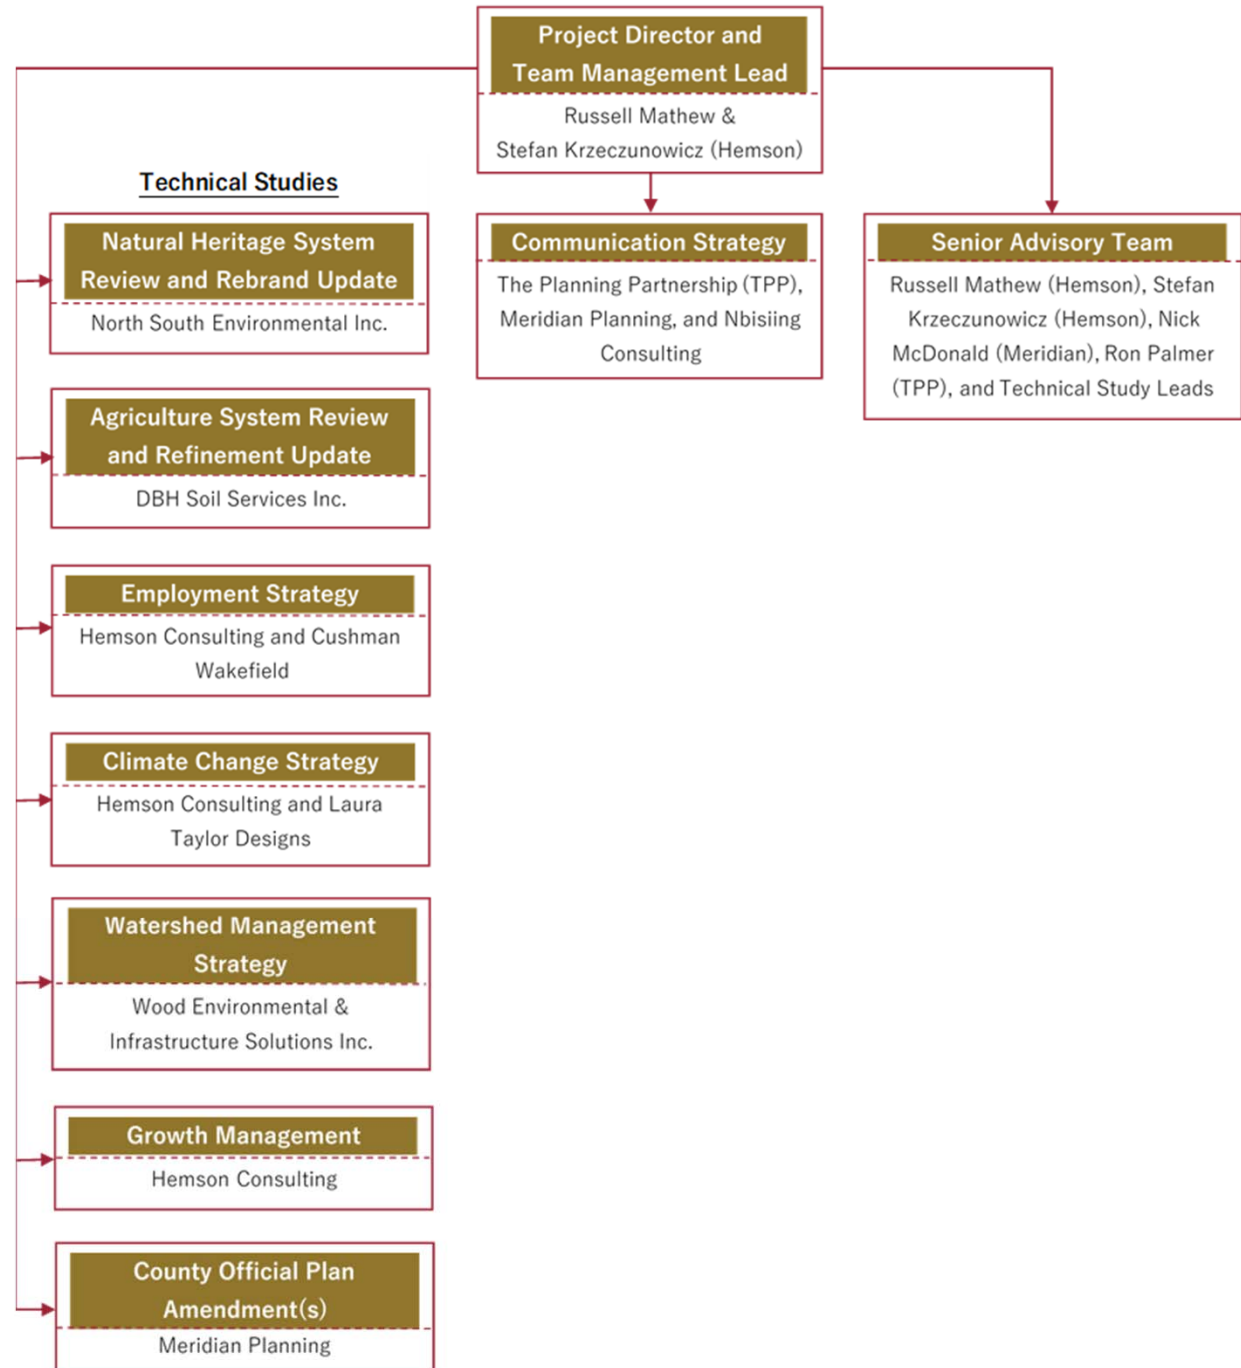 Project Director and
Team Management Lead
Russell Mathew &
Stefan Krzeczunowicz (Hemson)
Technical Studies
Natural Heritage System
Review and Rebrand Update
North South Environmental Inc.
Agriculture System Review
and Refinement Update
DBH Soil Services Inc.
Employment Strategy
Hemson Consulting and Cushman
Wakefield
Climate Change Strategy
Hemson Consulting and Laura
Taylor Designs
Watershed Management
Strategy
Wood Environmental &
Infrastructure Solutions Inc.
Growth Management
Hemson Consulting
County Official Plan
Amendment(s)
Meridian Planning
Communication Strategy
The Planning Partnership (TPP),
Meridian Planning, and Nbisiing
Consulting
Senior Advisory Team
Russell Mathew (Hemson), Stefan
Krzeczunowicz (Hemson), Nick
McDonald (Meridian), Ron Palmer
(TPP), and Technical Study Leads